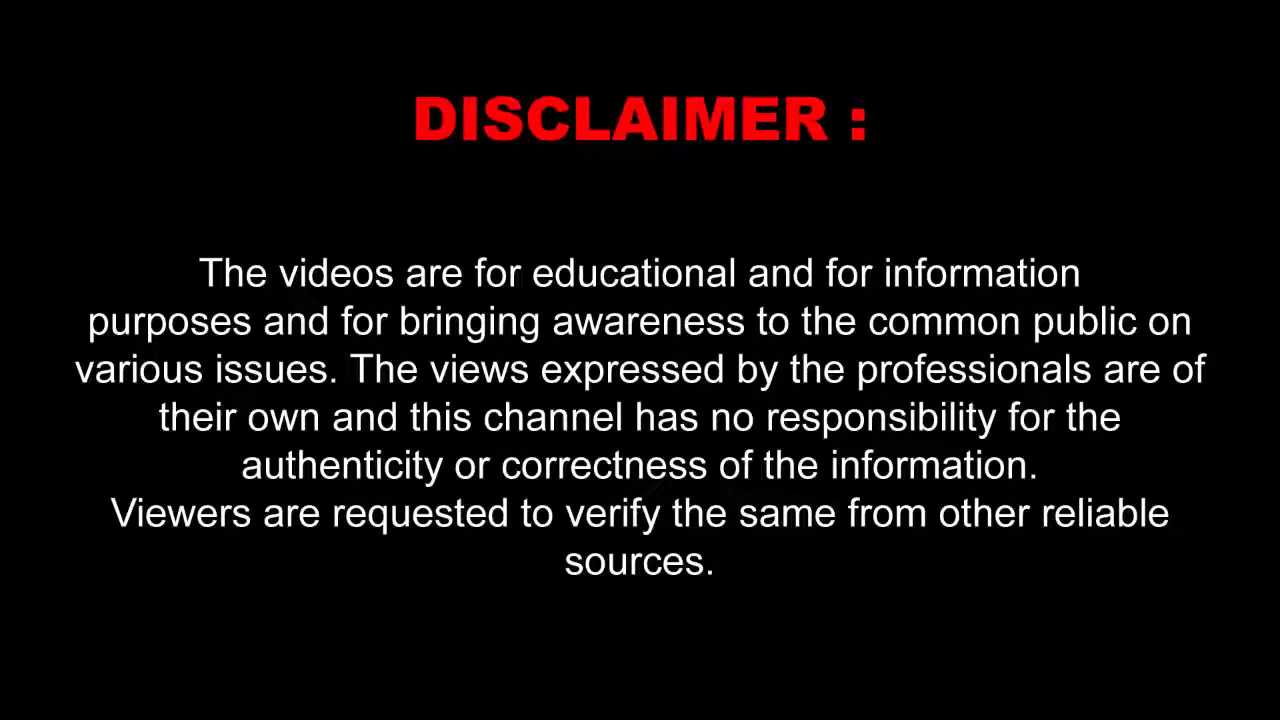 DISCLAIMER :
The videos are for educational and for information
purposes and for bringing awareness to the common public on
various issues. The views expressed by the professionals are of
their own and this channel has no responsibility for the
authenticity or correctness of the information.
Viewers are requested to verify the same from other reliable
sources.